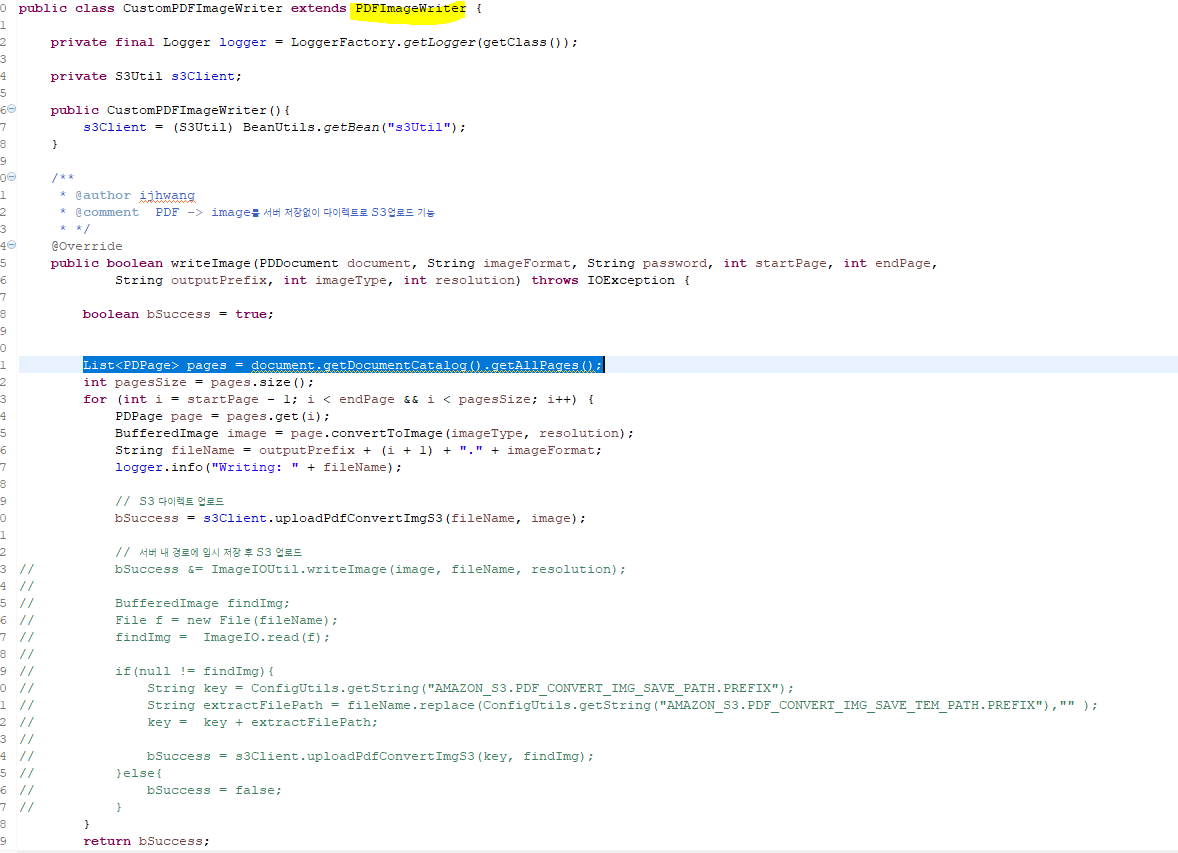 0 public class CustomPDFImageWriter extends PDFImageWriter {
1
2     private final Logger logger = LoggerFactory.getLogger(getClass());
3
4     private S3Util s3Client;
5
6     public CustomPDFImageWriter(){
7         s3Client = (S3Util) BeanUtils.getBean("s3Util");
8     }
9
0     /**
1      * @author ijhwang
2      * @comment  PDF -> image를 서버 저장없이 다이렉트로 S3업로드 기능
3      * */
4     @Override
5     public boolean writeImage(PDDocument document, String imageFormat, String password, int startPage, int endPage,
6             String outputPrefix, int imageType, int resolution) throws IOException {
7
8         boolean bSuccess = true;
9
0
1         List<PDPage> pages = document.getDocumentCatalog().getAllPages();
2         int pagesSize = pages.size();
3         for (int i = startPage - 1; i < endPage && i < pagesSize; i++) {
4             PDPage page = pages.get(i);
5             BufferedImage image = page.convertToImage(imageType, resolution);
6             String fileName = outputPrefix + (i + 1) + "." + imageFormat;
7             logger.info("Writing: " + fileName);
8
9             // S3 다이렉트 업로드
0             bSuccess = s3Client.uploadPdfConvertImgS3(fileName, image);
1
2             // 서버 내 경로에 임시 저장 후 S3 업로드
3 //          bSuccess &= ImageIOUtil.writeImage(image, fileName, resolution);
4 //
5 //          BufferedImage findImg;
6 //          File f = new File(fileName);
7 //          findImg =  ImageIO.read(f);
8 //
9 //          if(null != findImg){
0 //              String key = ConfigUtils.getString("AMAZON_S3.PDF_CONVERT_IMG_SAVE_PATH.PREFIX");
1 //              String extractFilePath = fileName.replace(ConfigUtils.getString("AMAZON_S3.PDF_CONVERT_IMG_SAVE_TEM_PATH.PREFIX"),"" );
2 //              key =  key + extractFilePath;
3 //
4 //              bSuccess = s3Client.uploadPdfConvertImgS3(key, findImg);
5 //          }else{
6 //              bSuccess = false;
7 //          }
8         }
9         return bSuccess;